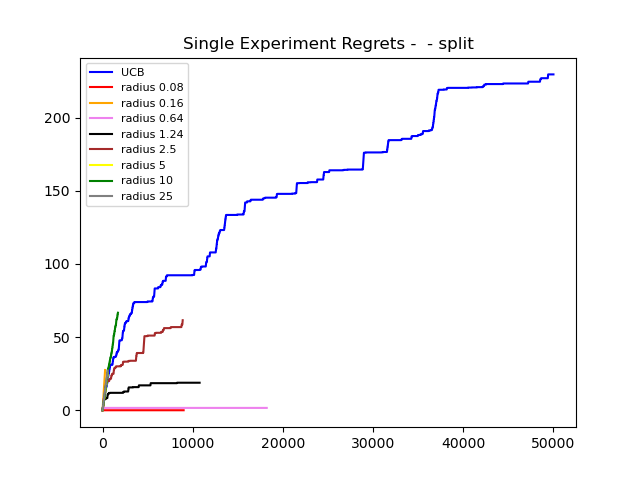 Single Experiment Regrets -  - split
UCB
radius 0.08
radius 0.16
radius 0.64
radius 1.24
radius 2.5
radius 5
radius 10
radius 25
200
150
100
50
0
0 10000 20000 30000 40000 50000